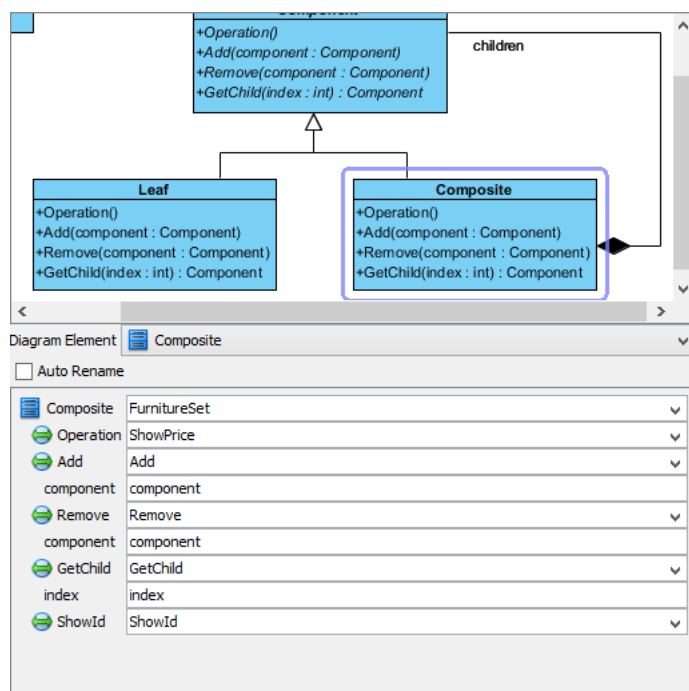 Component
+Operation()
+Add(component : Component)
+Remove(component : Component)
+GetChild(index : int) : Component
children
Leaf
+Operation()
+Add(component : Component)
+Remove(component : Component)
+GetChild(index : int) : Component
Composite
+Operation()
+Add(component : Component)
+Remove(component : Component)
+GetChild(index : int) : Component
Diagram Element Composite
Auto Rename
Composite FurnitureSet
Operation ShowPrice
Add Add
component component
Remove Remove
component component
GetChild GetChild
index index
ShowId ShowId